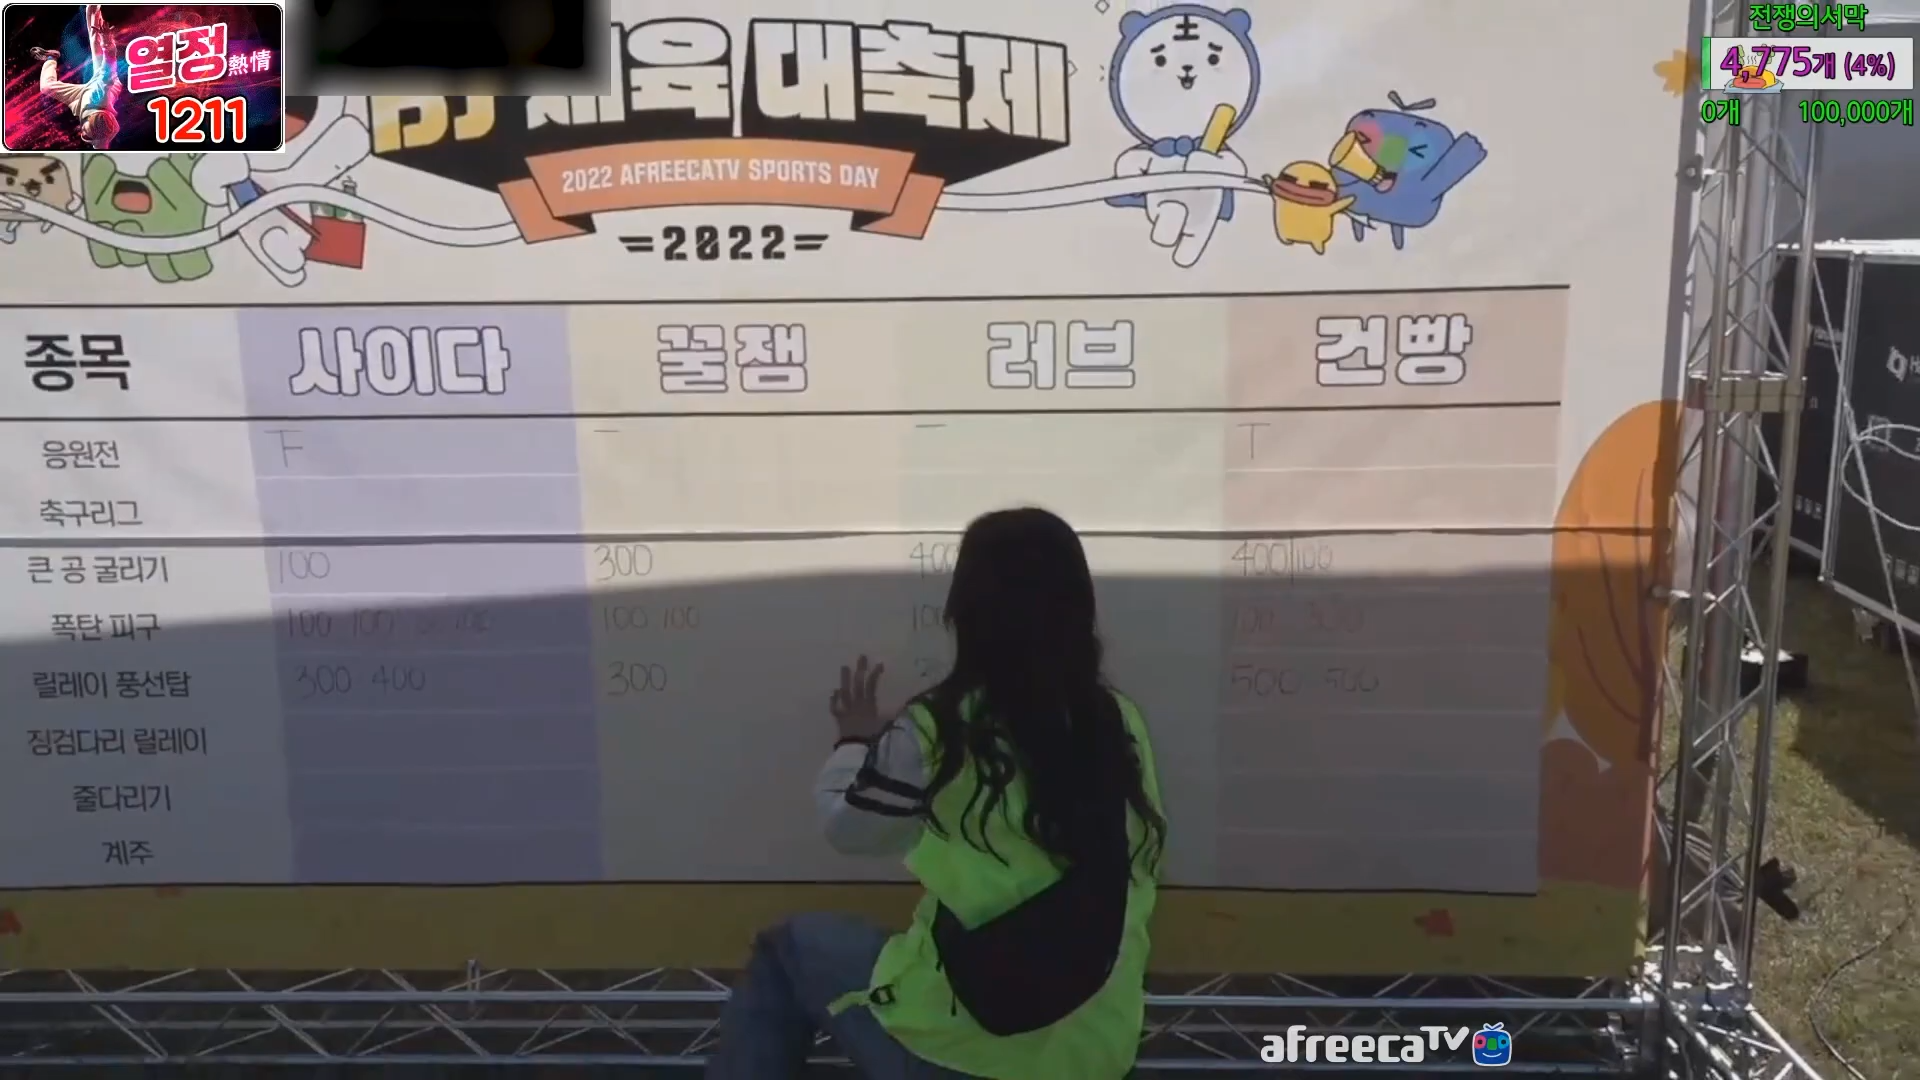 열정熱情
1211
전쟁의서막
4,775개 (4%)
0개 100,000개
BJ 체육대축제
2022 AFREECATV SPORTS DAY
=2022=
종목 사이다 꿀잼 러브 건빵
응원전
축구리그
큰 공 굴리기 100 300 400 400 100
폭탄 피구 100 100 100 100 100
릴레이 풍선탑 300 400 300 500
징검다리 릴레이
줄다리기
계주
afreecaTV